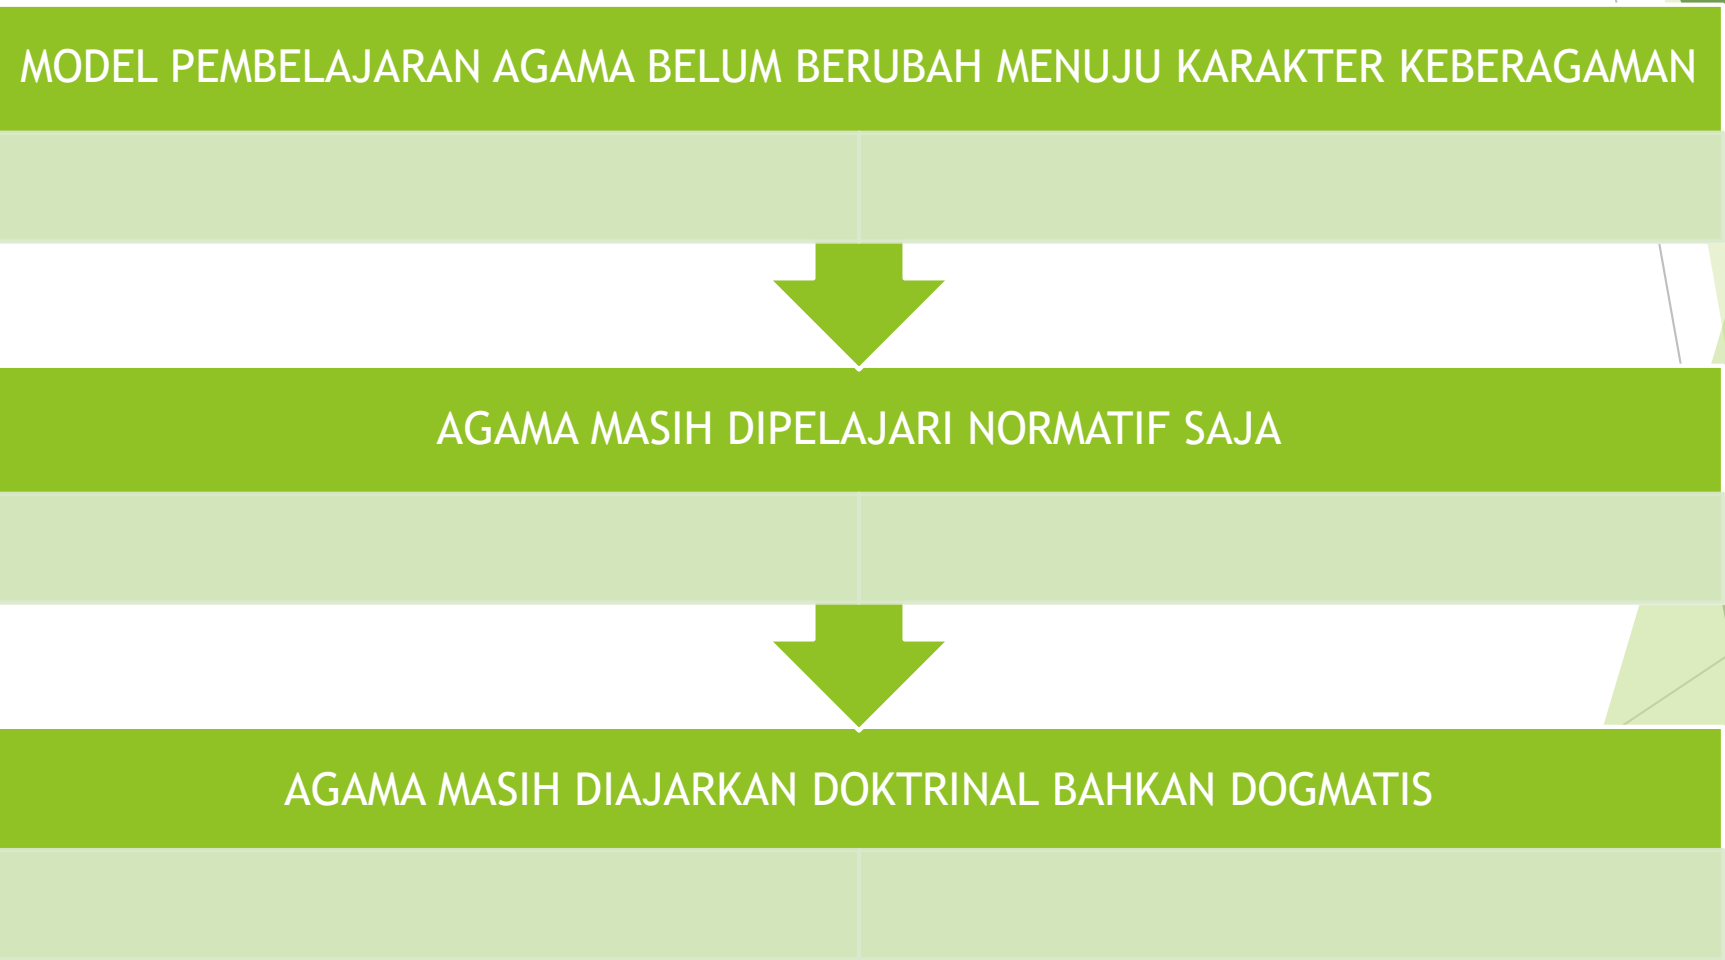 MODEL PEMBELAJARAN AGAMA BELUM BERUBAH MENUJU KARAKTER KEBERAGAMAN
AGAMA MASIH DIPELAJARI NORMATIF SAJA
AGAMA MASIH DIAJARKAN DOKTRINAL BAHKAN DOGMATIS